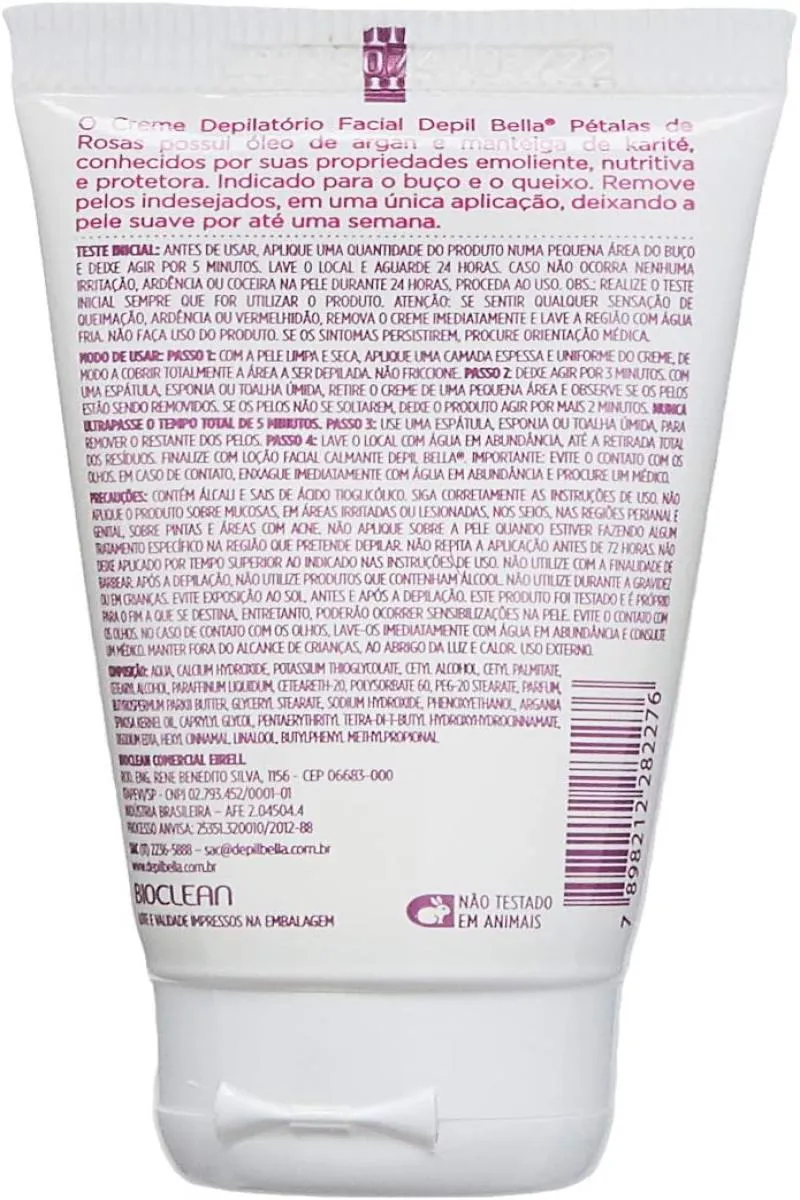 O Creme Depilatório Facial Depil Bella® Pétalas de
Rosas possui óleo de argan e manteiga de karité,
conhecidos por suas propriedades emoliente, nutritiva
e protetora. Indicado para o buço e o queixo. Remove
pelos indesejados, em uma única aplicação, deixando a
pele suave por até uma semana.
TESTE INICIAL: ANTES DE USAR, APLIQUE UMA QUANTIDADE DO PRODUTO NUMA PEQUENA ÁREA DO BUÇO
E DEIXE AGIR POR 5 MINUTOS. LAVE O LOCAL E AGUARDE 24 HORAS. CASO NÃO OCORRA NENHUMA
IRRITAÇÃO, ARDÊNCIA OU COCEIRA NA PELE DURANTE 24 HORAS, PROCEDA AO USO. OBS.: REALIZE O TESTE
INICIAL SEMPRE QUE FOR UTILIZAR O PRODUTO. ATENÇÃO: SE SENTIR QUALQUER SENSAÇÃO DE
QUEIMAÇÃO, ARDÊNCIA OU VERMELHIDÃO, REMOVA O CREME IMEDIATAMENTE E LAVE A REGIÃO COM ÁGUA
FRIA. NÃO FAÇA USO DO PRODUTO. SE OS SINTOMAS PERSISTIREM, PROCURE ORIENTAÇÃO MÉDICA.
MODO DE USAR: PASSO 1: COM A PELE LIMPA E SECA, APLIQUE UMA CAMADA ESPESSA E UNIFORME DO CREME, DE
MODO A COBRIR TOTALMENTE A ÁREA A SER DEPILADA. NÃO FRICCIONE. PASSO 2: DEIXE AGIR POR 3 MINUTOS. COM
UMA ESPÁTULA, ESPONJA OU TOALHA ÚMIDA, RETIRE O CREME DE UMA PEQUENA ÁREA E OBSERVE SE OS PELOS
ESTÃO SENDO REMOVIDOS. SE OS PELOS NÃO SE SOLTAREM, DEIXE O PRODUTO AGIR POR MAIS 2 MINUTOS. NUNCA
ULTRAPASSE O TEMPO TOTAL DE 5 MINUTOS. PASSO 3: USE UMA ESPÁTULA, ESPONJA OU TOALHA ÚMIDA, PARA
REMOVER O RESTANTE DOS PELOS. PASSO 4: LAVE O LOCAL COM ÁGUA EM ABUNDÂNCIA, ATÉ A RETIRADA TOTAL
DOS RESÍDUOS. FINALIZE COM LOÇÃO FACIAL CALMANTE DEPIL BELLA®. IMPORTANTE: EVITE O CONTATO COM OS
OLHOS. EM CASO DE CONTATO, ENXAGUE IMEDIATAMENTE COM ÁGUA EM ABUNDÂNCIA E PROCURE UM MÉDICO.
PRECAUÇÕES: CONTÉM ÁLCALI E SAIS DE ÁCIDO TIOGLICÓLICO. SIGA CORRETAMENTE AS INSTRUÇÕES DE USO. NÃO
APLIQUE O PRODUTO SOBRE MUCOSAS, EM ÁREAS IRRITADAS OU LESIONADAS, NOS SEIOS, NAS REGIÕES PERIANAL E
GENITAL, SOBRE PINTAS E ÁREAS COM ACNE. NÃO APLIQUE SOBRE A PELE QUANDO ESTIVER FAZENDO ALGUM
TRATAMENTO ESPECÍFICO NA REGIÃO QUE PRETENDE DEPILAR. NÃO REPITA A APLICAÇÃO ANTES DE 72 HORAS. NÃO
DEIXE APLICADO POR TEMPO SUPERIOR AO INDICADO NAS INSTRUÇÕES DE USO. NÃO UTILIZE COM A FINALIDADE DE
BARBEAR. APÓS A DEPILAÇÃO, NÃO UTILIZE PRODUTOS QUE CONTENHAM ÁLCOOL. NÃO UTILIZE DURANTE A GRAVIDEZ
OU EM CRIANÇAS. EVITE EXPOSIÇÃO AO SOL, ANTES E APÓS A DEPILAÇÃO. ESTE PRODUTO FOI TESTADO E É PRÓPRIO
PARA O FIM A QUE SE DESTINA, ENTRETANTO, PODERÃO OCORRER SENSIBILIZAÇÕES NA PELE. EVITE O CONTATO COM
OS OLHOS. NO CASO DE CONTATO COM OS OLHOS, LAVE-OS IMEDIATAMENTE COM ÁGUA EM ABUNDÂNCIA E CONSULTE
UM MÉDICO. MANTER FORA DO ALCANCE DE CRIANÇAS, AO ABRIGO DA LUZ E CALOR. USO EXTERNO.
COMPOSIÇÃO: AQUA, CALCIUM HYDROXIDE, POTASSIUM THIOGLYCOLATE, CETYL ALCOHOL, CETYL PALMITATE,
CETEARYL ALCOHOL, PARAFFINUM LIQUIDUM, CETEARETH-20, POLYSORBATE 60, PEG-20 STEARATE, PARFUM,
BUTYROSPERMUM PARKII BUTTER, GLYCERYL STEARATE, SODIUM HYDROXIDE, PHENOXYETHANOL, ARGANIA
SPINOSA KERNEL OIL, CAPRYLYL GLYCOL, PENTAERYTHRITYL TETRA-DI-T-BUTYL HYDROXYHYDROCINNAMATE,
EDTA, HEXYL CINNAMAL, LINALOOL, BUTYLPHENYL METHYLPROPIONAL.
BIOCLEAN COMERCIAL EIRELL
ROD. ENG. RENE BENEDITO SILVA, 1156 - CEP 06683-000
ITAPEVI/SP - CNPJ 02.793.452/0001-01
INDÚSTRIA BRASILEIRA - AFE 2.04504.4
PROCESSO ANVISA: 25351.320010/2012-88
SAC (11) 2236-5888 - sac@depilbella.com.br
www.depilbella.com.br
BIOCLEAN
LOTE E VALIDADE IMPRESSOS NA EMBALAGEM
NÃO TESTADO
EM ANIMAIS
7 898212 282276